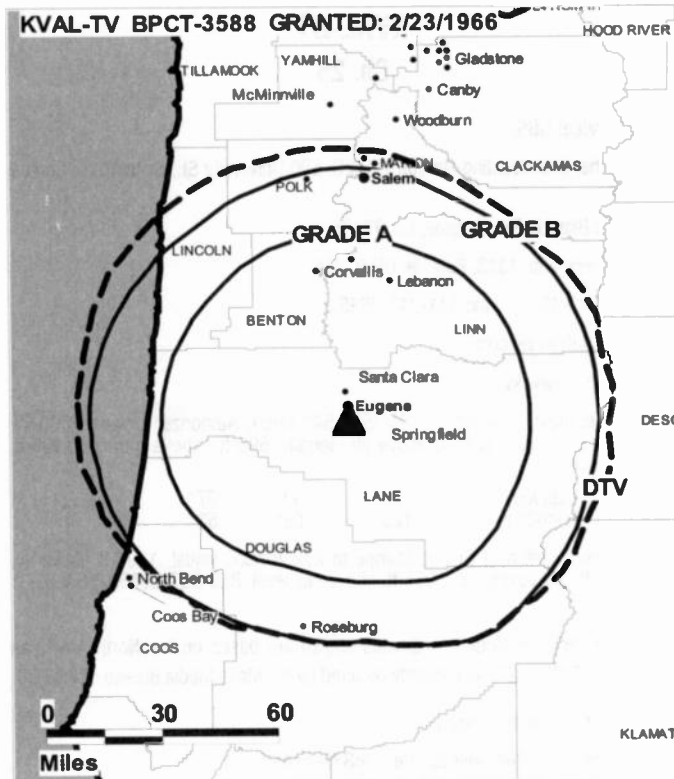 KVAL-TV BPCT-3588 GRANTED: 2/23/1966
HOOD RIVER
YAMHILL
Gladstone
TILLAMOOK
Canby
McMinnville
Woodburn
MARION
CLACKAMAS
POLK
Salem
GRADE A
GRADE B
LINCOLN
Corvallis
Lebanon
BENTON
LINN
Santa Clara
Eugene
DESC
Springfield
DTV
LANE
DOUGLAS
North Bend
Coos Bay
Roseburg
COOS
0 30 60
KLAMAT
Miles